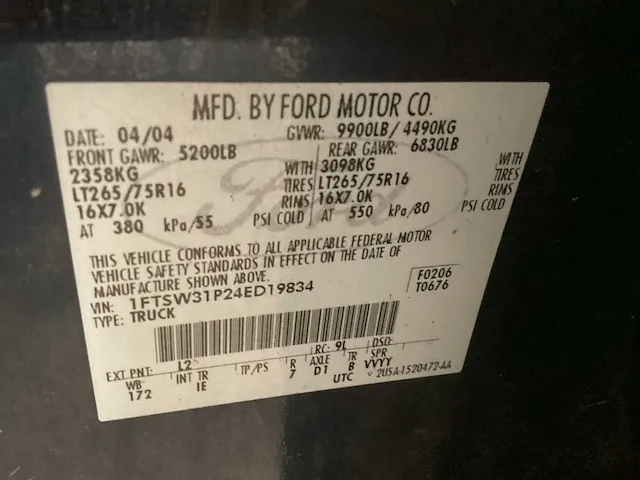 MFD. BY FORD MOTOR CO.
DATE: 04/04 GVWR: 9900LB/ 4490KG
FRONT GAWR: 5200LB REAR GAWR: 6830LB
2358KG WITH 3098KG WITH
LT265/75R16 TIRES LT265/75R16 TIRES
16X7.0K RIMS 16X7.0K RIMS
AT 380 kPa/55 PSI COLD AT 550 kPa/80 PSI COLD
Ford
THIS VEHICLE CONFORMS TO ALL APPLICABLE FEDERAL MOTOR
VEHICLE SAFETY STANDARDS IN EFFECT ON THE DATE OF
MANUFACTURE SHOWN ABOVE.
VIN: 1FTSW31P24ED19834 F0206
TYPE: TRUCK T0676
EXT PNT: L2 RC: 9L DSO:
WB INT TR TP/PS R AXLE TR SPR
172 IE 7 D1 B VVYY
UTC 2U5A-1520472-AA